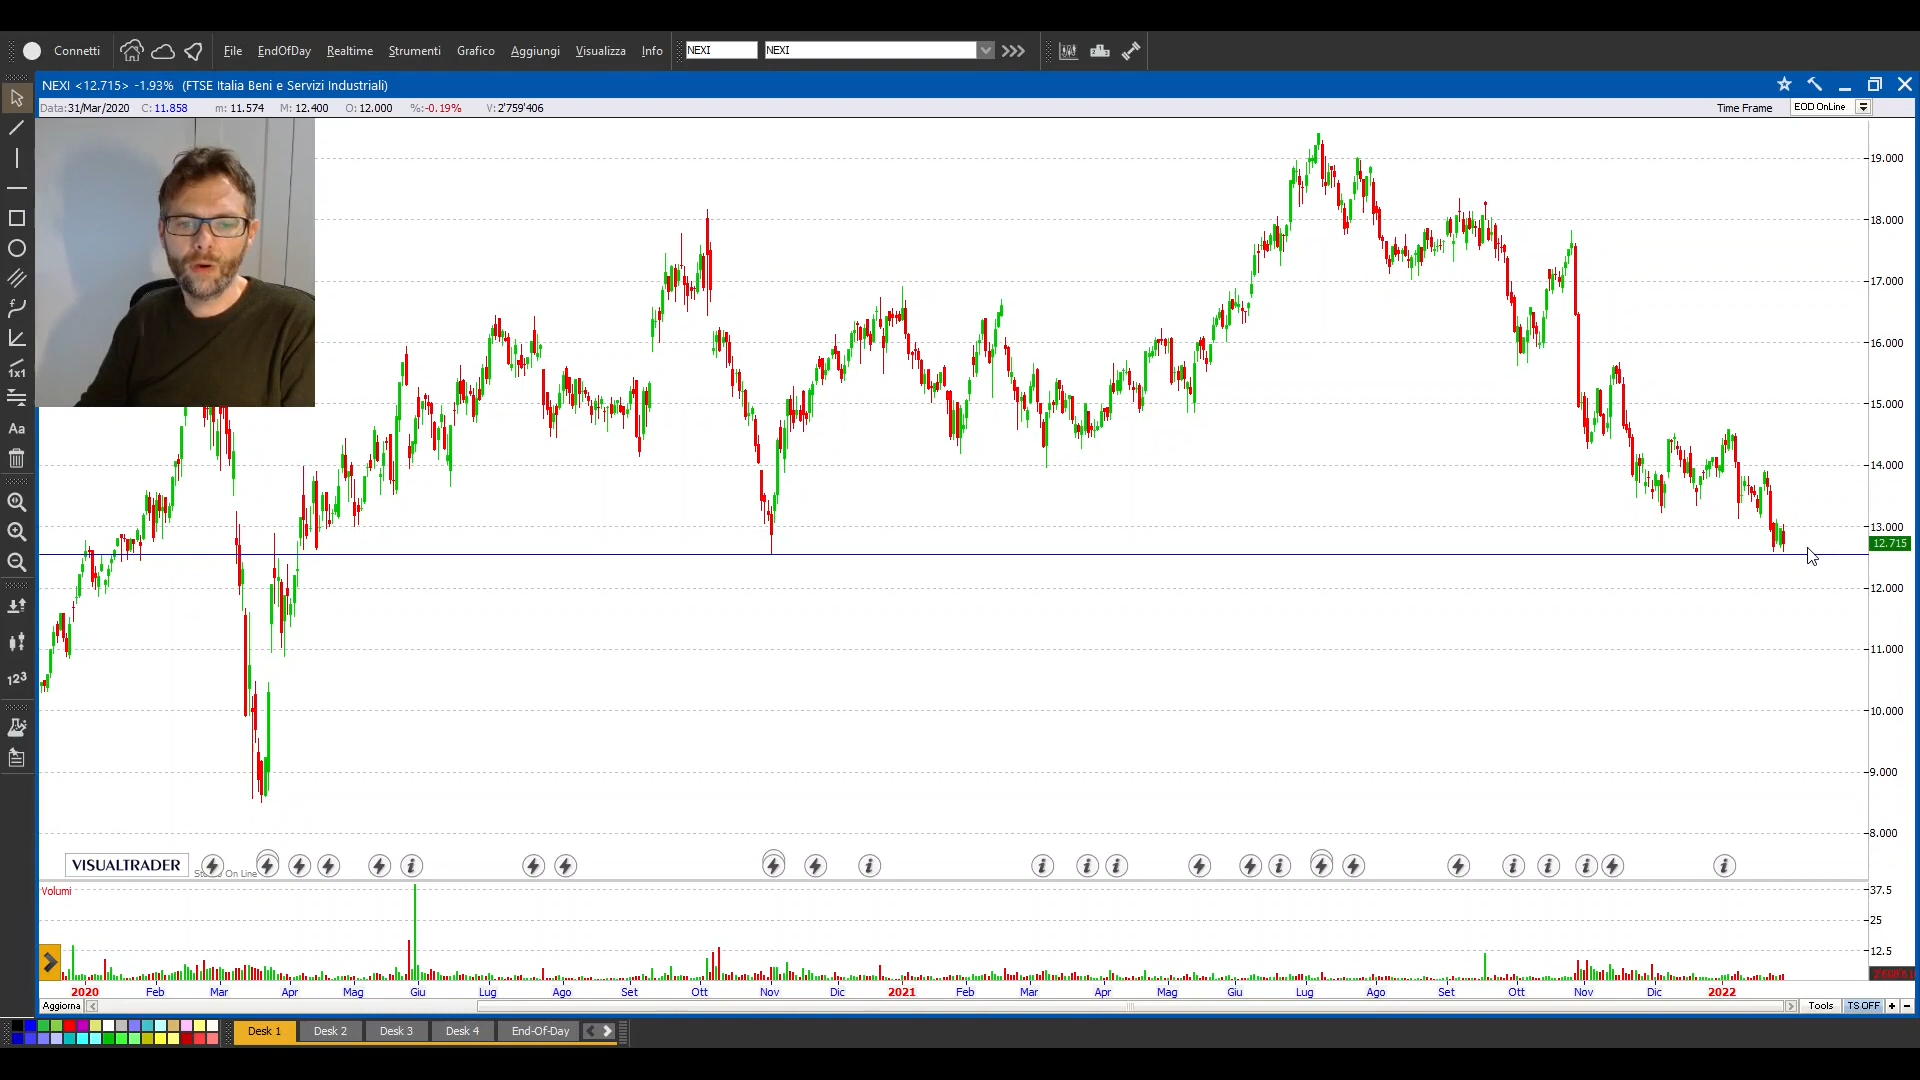 Connetti File EndOfDay Realtime Strumenti Grafico Aggiungi Visualizza Info NEXI NEXI
NEXI <12.715> -1.93% (FTSE Italia Beni e Servizi Industriali)
Data:31/Mar/2020 C: 11.858 m: 11.574 M: 12.400 O: 12.000 %:-0.19% V: 2'759'406 Time Frame EOD OnLine
19.000
18.000
17.000
16.000
1x1
15.000
Aa
14.000
13.000
12.715
12.000
11.000
123
10.000
9.000
8.000
VISUALTRADER
On Line
Volumi
37.5
25
12.5
2020 Feb Mar Apr Mag Giu Lug Ago Set Ott Nov Dic 2021 Feb Mar Apr Mag Giu Lug Ago Set Ott Nov Dic 2022
Aggiorna Tools TS OFF + -
Desk 1 Desk 2 Desk 3 Desk 4 End-Of-Day